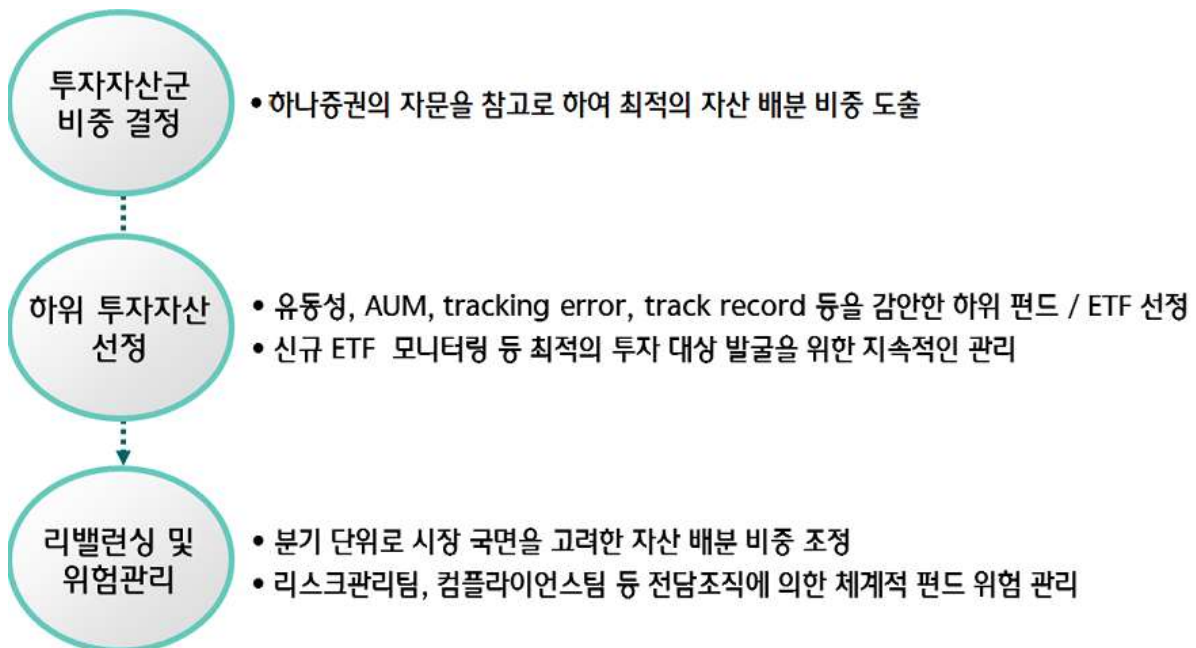 투자자산군
비중 결정
• 하나증권의 자문을 참고로 하여 최적의 자산 배분 비중 도출
하위 투자자산
선정
• 유동성, AUM, tracking error, track record 등을 감안한 하위 펀드 / ETF 선정
• 신규 ETF 모니터링 등 최적의 투자 대상 발굴을 위한 지속적인 관리
리밸런싱 및
위험관리
• 분기 단위로 시장 국면을 고려한 자산 배분 비중 조정
• 리스크관리팀, 컴플라이언스팀 등 전담조직에 의한 체계적 펀드 위험 관리